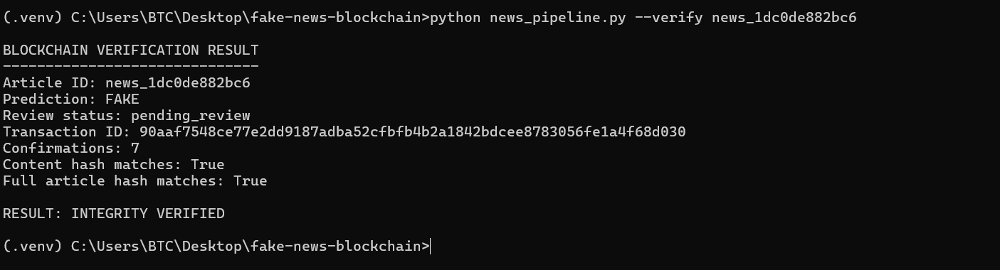 (.venv) C:\Users\BTC\Desktop\fake-news-blockchain>python news_pipeline.py --verify news_1dc0de882bc6
BLOCKCHAIN VERIFICATION RESULT
------------------------------
Article ID: news_1dc0de882bc6
Prediction: FAKE
Review status: pending_review
Transaction ID: 90aaf7548ce77e2dd9187adba52cfbfb4b2a1842bdcee8783056fe1a4f68d030
Confirmations: 7
Content hash matches: True
Full article hash matches: True
RESULT: INTEGRITY VERIFIED
(.venv) C:\Users\BTC\Desktop\fake-news-blockchain>